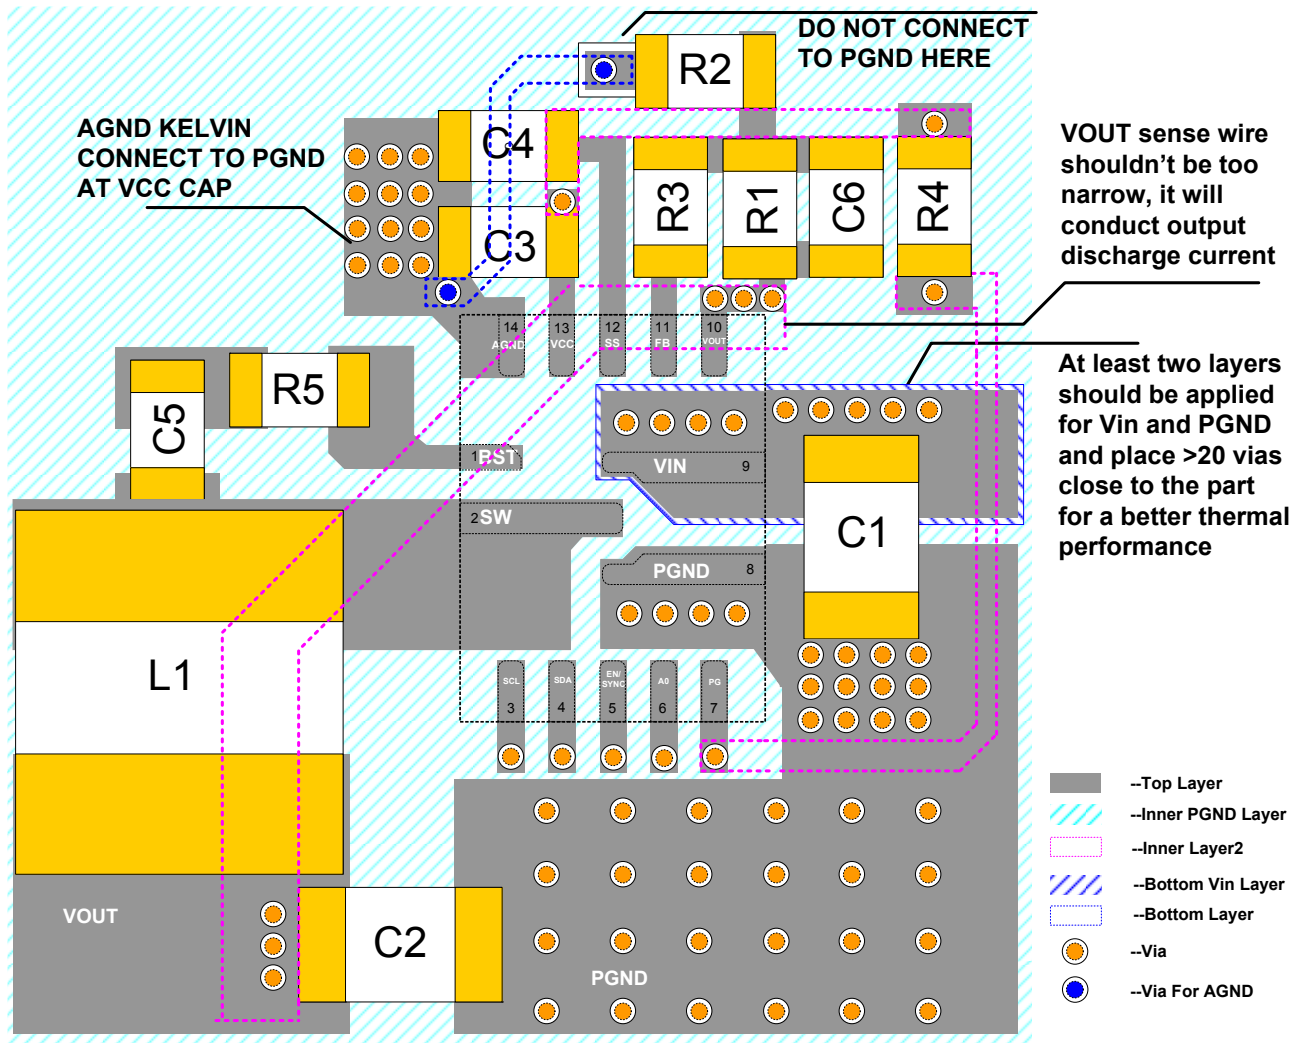 DO NOT CONNECT
TO PGND HERE
R2
AGND KELVIN
CONNECT TO PGND
AT VCC CAP
C4
C3
R3
R1
C6
R4
VOUT sense wire
shouldn't be too
narrow, it will
conduct output
discharge current
14
13
12
11
10
AGND
VCC
SS
FB
VOUT
At least two layers
should be applied
for Vin and PGND
and place >20 vias
close to the part
for a better thermal
performance
C5
R5
1
BST
VIN
9
2
SW
C1
PGND
8
L1
SCL
SDA
EN/
SYNC
A0
PG
3
4
5
6
7
--Top Layer
--Inner PGND Layer
--Inner Layer2
--Bottom Vin Layer
--Bottom Layer
--Via
--Via For AGND
VOUT
C2
PGND